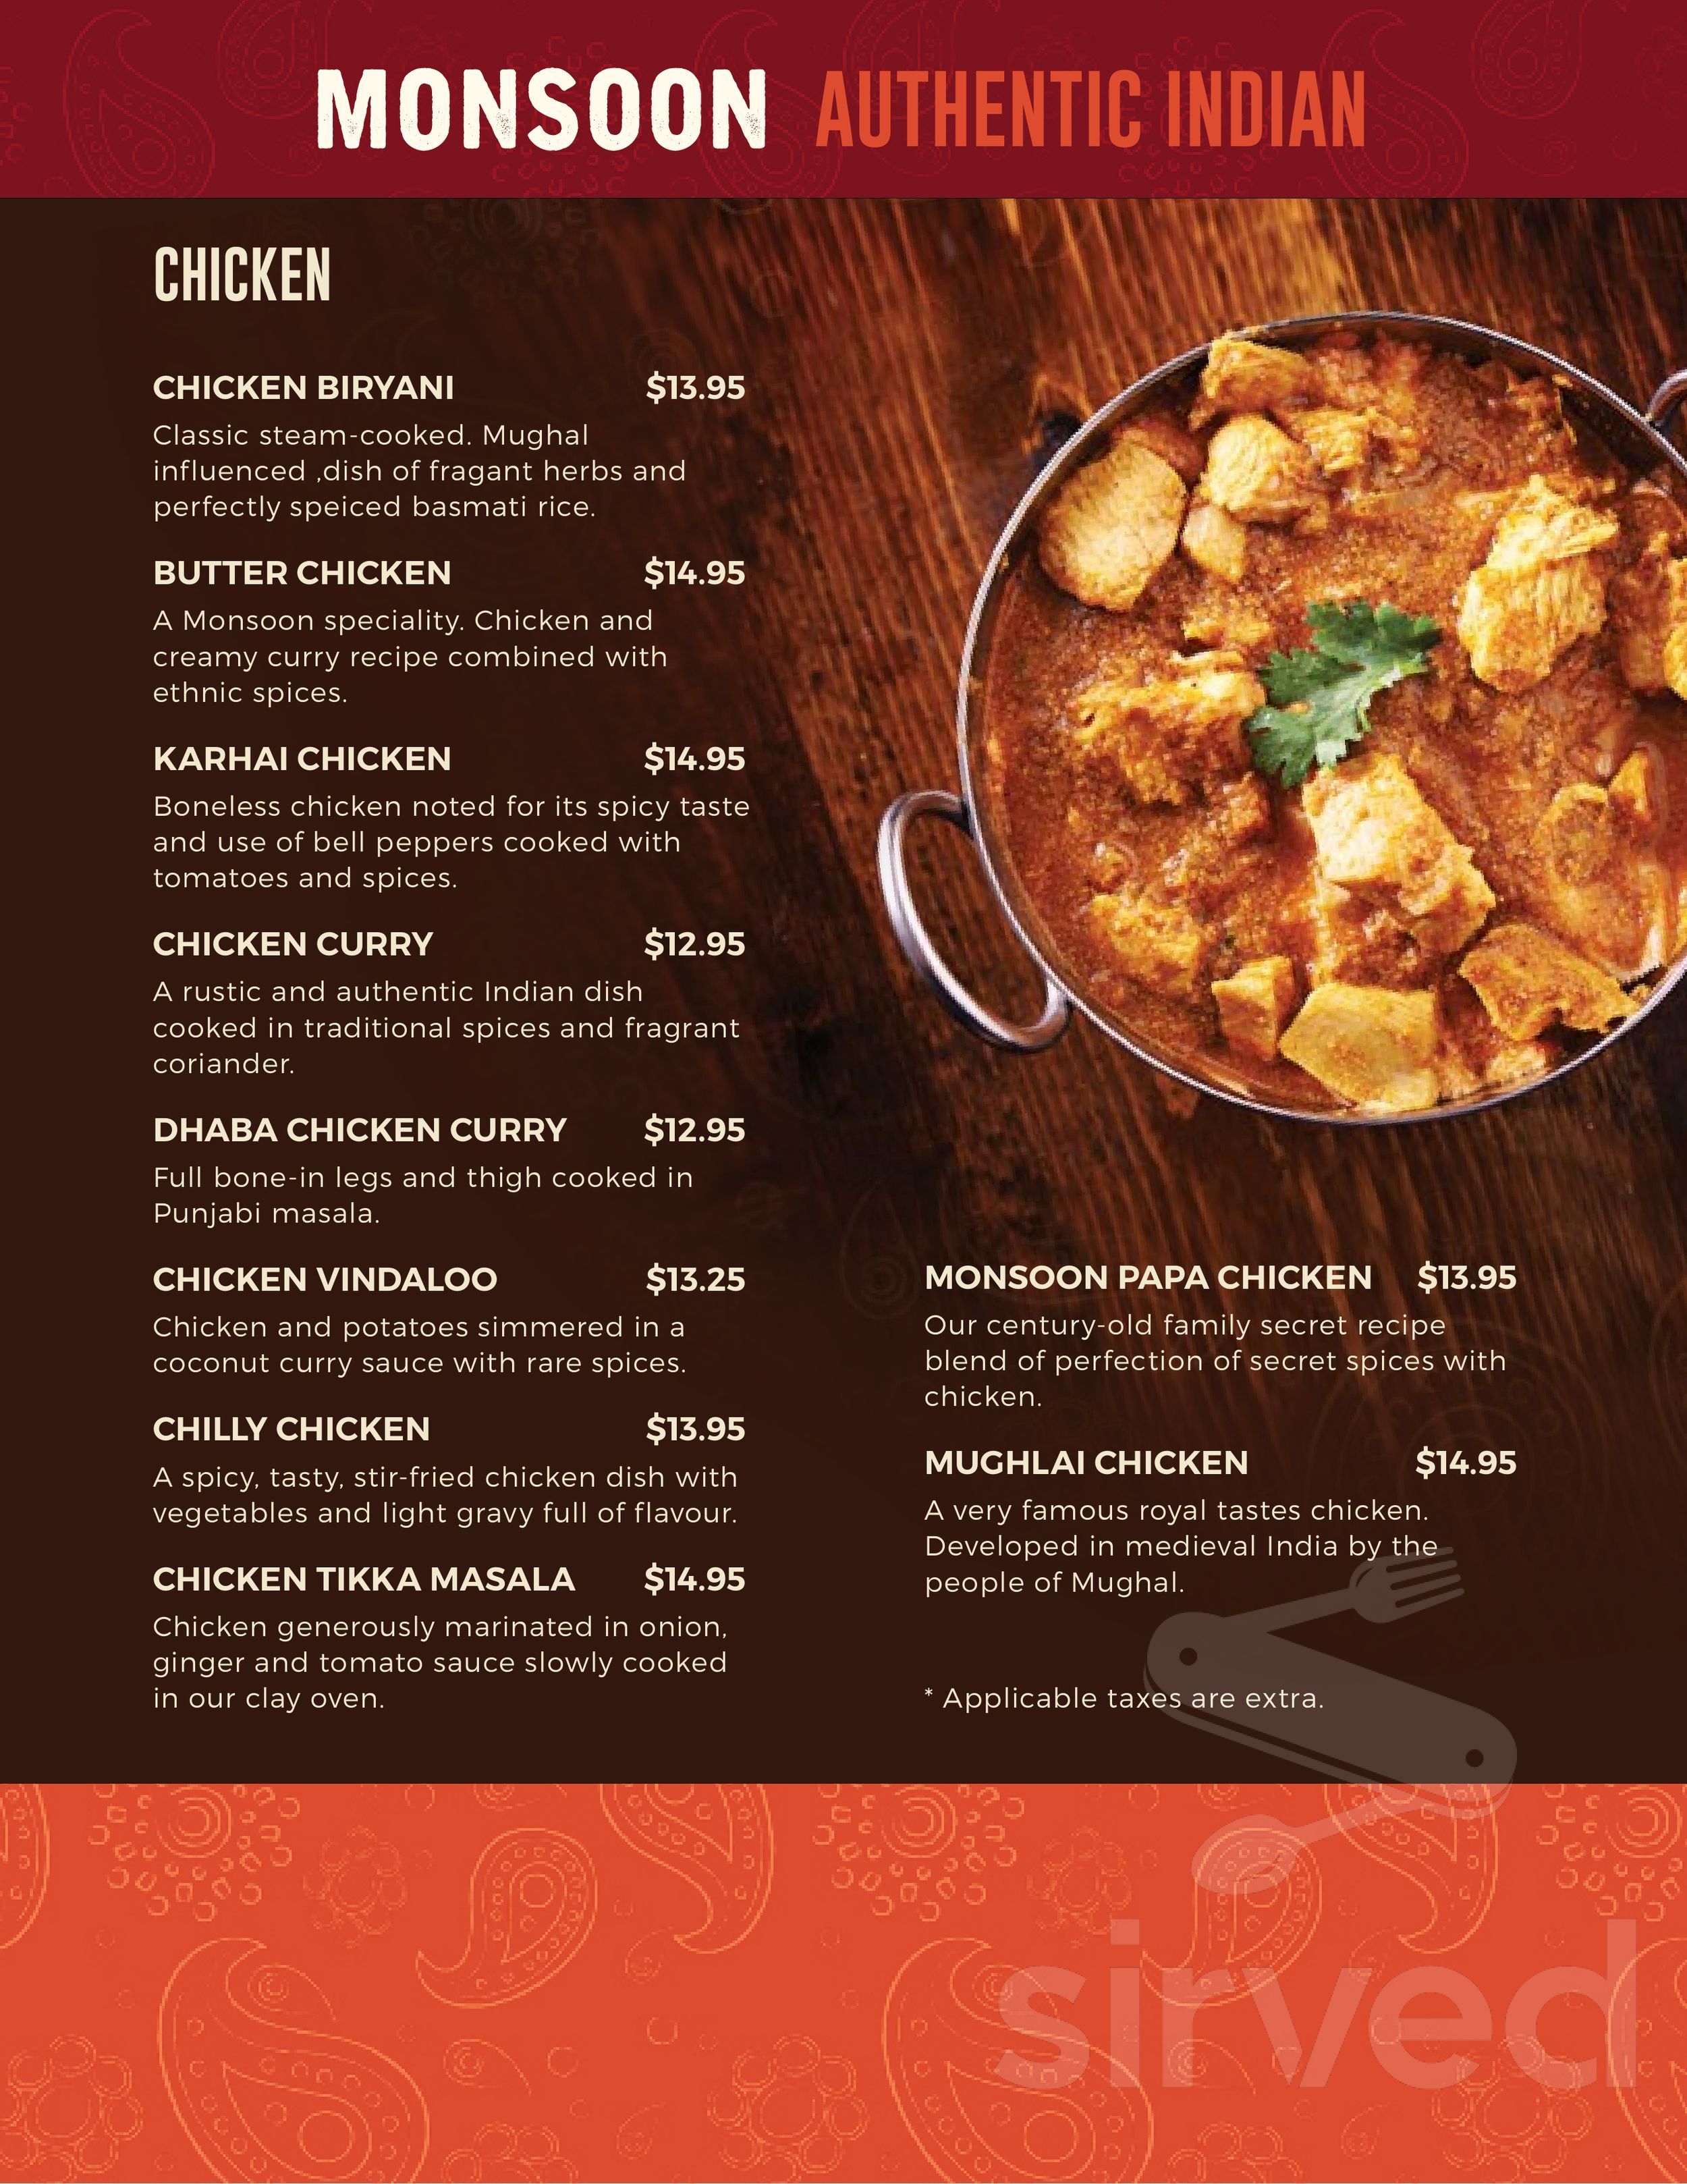 MONSOON AUTHENTIC INDIAN
CHICKEN
CHICKEN BIRYANI $13.95
Classic steam-cooked. Mughal
influenced ,dish of fragant herbs and
perfectly speiced basmati rice.
BUTTER CHICKEN $14.95
A Monsoon speciality. Chicken and
creamy curry recipe combined with
ethnic spices.
KARHAI CHICKEN $14.95
Boneless chicken noted for its spicy taste
and use of bell peppers cooked with
tomatoes and spices.
CHICKEN CURRY $12.95
A rustic and authentic Indian dish
cooked in traditional spices and fragrant
coriander.
DHABA CHICKEN CURRY $12.95
Full bone-in legs and thigh cooked in
Punjabi masala.
CHICKEN VINDALOO $13.25
Chicken and potatoes simmered in a
coconut curry sauce with rare spices.
CHILLY CHICKEN $13.95
A spicy, tasty, stir-fried chicken dish with
vegetables and light gravy full of flavour.
CHICKEN TIKKA MASALA $14.95
Chicken generously marinated in onion,
ginger and tomato sauce slowly cooked
in our clay oven.
MONSOON PAPA CHICKEN $13.95
Our century-old family secret recipe
blend of perfection of secret spices with
chicken.
MUGHLAI CHICKEN $14.95
A very famous royal tastes chicken.
Developed in medieval India by the
people of Mughal.
* Applicable taxes are extra.
sirved